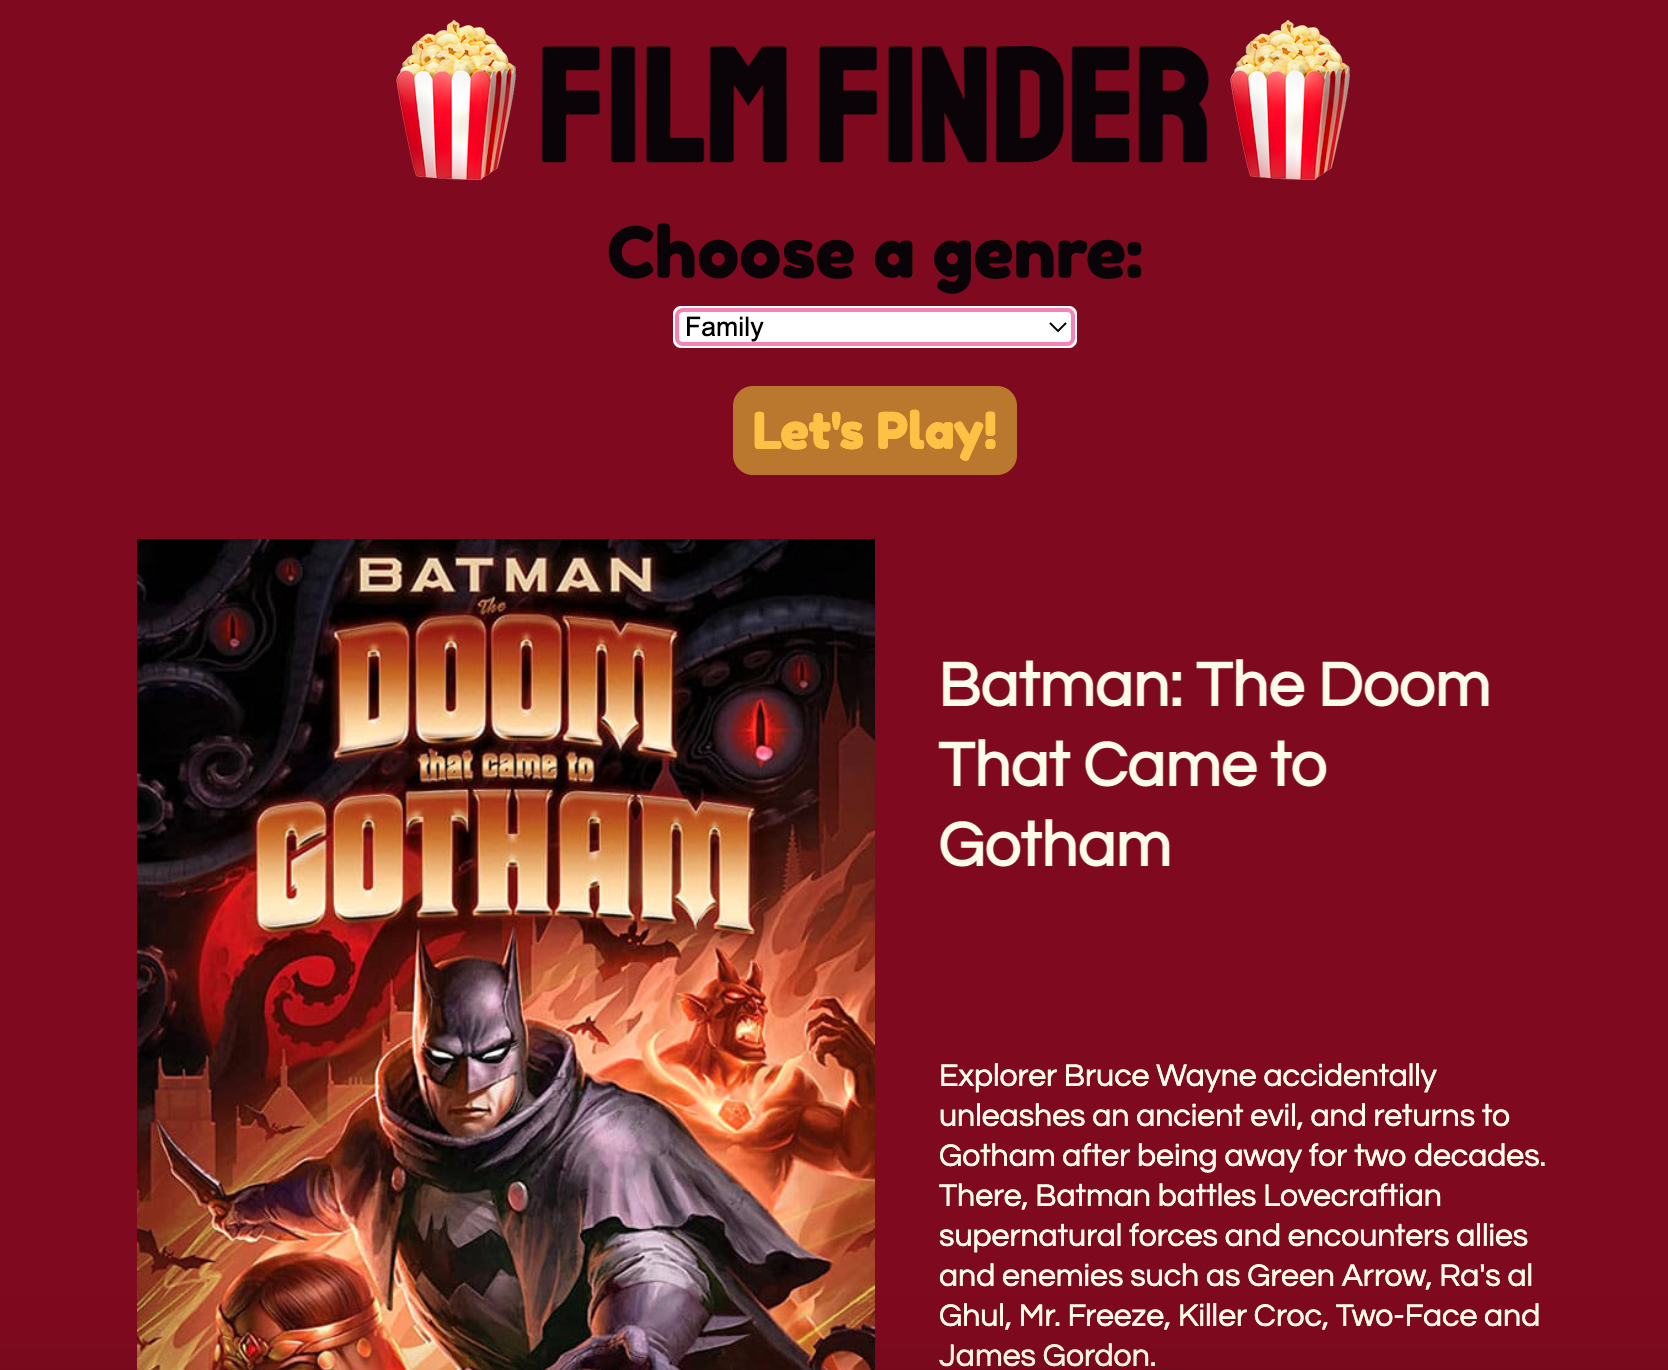 FILM FINDER
Choose a genre:
Family
Let's Play!
BATMAN
The
DOOM
that came to
GOTHAM
Batman: The Doom
That Came to
Gotham
Explorer Bruce Wayne accidentally
unleashes an ancient evil, and returns to
Gotham after being away for two decades.
There, Batman battles Lovecraftian
supernatural forces and encounters allies
and enemies such as Green Arrow, Ra's al
Ghul, Mr. Freeze, Killer Croc, Two-Face and
James Gordon.